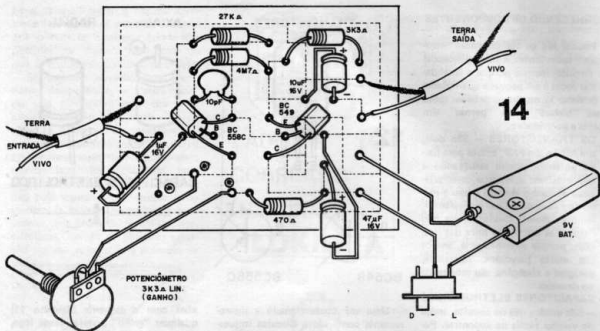 27KΩ
3K3Ω
TERRA
SAÍDA
4M7Ω
+
10uF
16V
VIVO
10pF
14
BC
549
TERRA
C
E
B
B
BC
558C
ENTRADA
1µF
16V
E
C
VIVO
-
+
+
- +
470Ω
47µF
16V
9V
BAT.
-
POTENCIÔMETRO
3K3Ω LIN.
(GANHO)
D - L